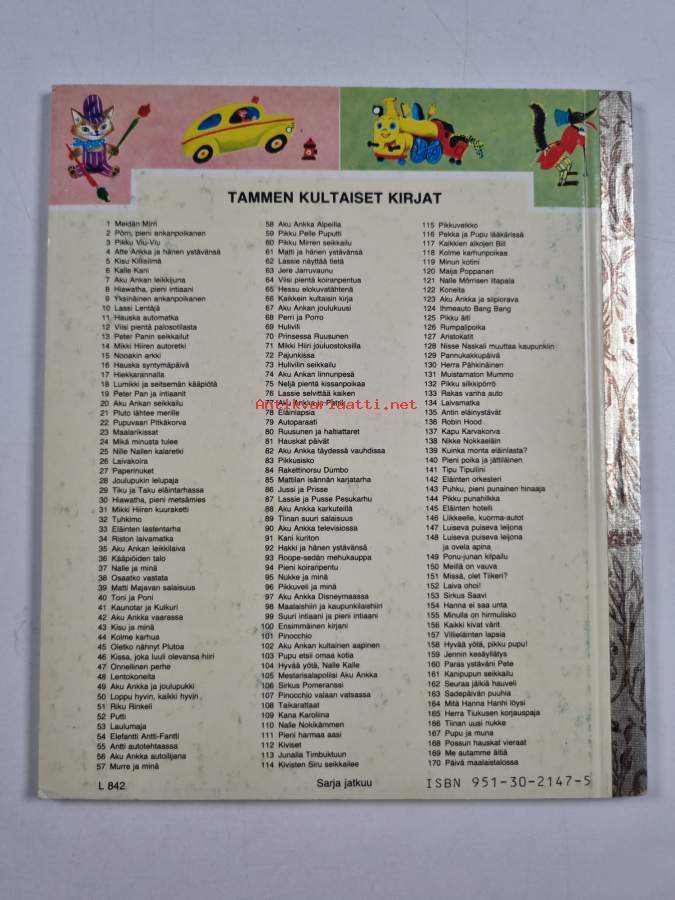 TAMMEN KULTAISET KIRJAT
1 Meidän Mirri
2 Pörri, pieni ankanpoikanen
3 Pikku Viu-Viu
4 Atte Ankka ja hänen ystävänsä
5 Kisu Killisilmä
6 Kalle Kani
7 Aku Ankan leikkijuna
8 Hiawatha, pieni intiaani
9 Yksinäinen ankanpoikanen
10 Lassi Lentäjä
11 Hauska automatka
12 Viisi pientä palosotilasta
13 Peter Panin seikkailut
14 Mikki Hiiren autoretki
15 Nooakin arkki
16 Hauska syntymäpäivä
17 Hiekkarannalla
18 Lumikki ja seitsemän kääpiötä
19 Peter Pan ja intiaanit
20 Aku Ankan seikkailu
21 Pluto lähtee merille
22 Pupuvaari Pitkäkorva
23 Maalarikissat
24 Mikä minusta tulee
25 Nille Nallen kalaretki
26 Laivakoira
27 Paperinuket
28 Joulupukin lelupaja
29 Tiku ja Taku eläintarhassa
30 Hiawatha, pieni metsämies
31 Mikki Hiiren kuuraketti
32 Tuhkimo
33 Eläinten lastentarha
34 Riston laivamatka
35 Aku Ankan leikkilaiva
36 Kääpiöiden talo
37 Nalle ja minä
38 Osaatko vastata
39 Matti Majavan salaisuus
40 Toni ja Poni
41 Kaunotar ja Kulkuri
42 Aku Ankka vaarassa
43 Kisu ja minä
44 Kolme karhua
45 Oletko nähnyt Plutoa
46 Kissa, joka luuli olevansa hiiri
47 Onnellinen perhe
48 Lentokoneita
49 Aku Ankka ja joulupukki
50 Loppu hyvin, kaikki hyvin
51 Riku Rinkeli
52 Putti
53 Laulumaja
54 Elefantti Antti-Fantti
55 Antti autotehtaassa
56 Aku Ankka autoilijana
57 Murre ja minä
58 Aku Ankka Alpeilla
59 Pikku Pelle Puputti
60 Pikku Mirren seikkailu
61 Matti ja hänen ystävänsä
62 Lassie näyttää tietä
63 Jere Jarruvaunu
64 Viisi pientä koiranpentua
65 Hessu elokuvatähtenä
66 Kaikkein kultaisin kirja
67 Aku Ankan joulukuusi
68 Perri ja Porro
69 Hulivili
70 Prinsessa Ruusunen
71 Mikki Hiiri jouluostoksilla
72 Pajunkissa
73 Hulivilin seikkailu
74 Aku Ankan linnunpesä
75 Neljä pientä kissanpoikaa
76 Lassie selvittää kaiken
77 Aku Ankka ja Patrik
78 Eläinlapsia
79 Autoparaati
80 Ruusunen ja haltiattaret
81 Hauskat päivät
82 Aku Ankka täydessä vauhdissa
83 Pikkusisko
84 Rakettinorsu Dumbo
85 Mattilan isännän karjatarha
86 Jussi ja Prisse
87 Lassie ja Pusse Pesukarhu
88 Aku Ankka karkuteillä
89 Tiinan suuri salaisuus
90 Aku Ankka televisiossa
91 Kani kuriton
92 Hakki ja hänen ystävänsä
93 Roope-sedän mehukauppa
94 Pieni koiraripentu
95 Nukke ja minä
96 Pikkuveli ja minä
97 Aku Ankka Disneymaassa
98 Maalaishiiri ja kaupunkilaishiiri
99 Suuri intiaani ja pieni intiaani
100 Ensimmäinen kirjani
101 Pinocchio
102 Aku Ankan kultainen aapinen
103 Pupu etsii omaa kotia
104 Hyvää yötä, Nalle Kalle
105 Mestarisalapoliisi Aku Ankka
106 Sirkus Pomeranssi
107 Pinocchio valaan vatsassa
108 Taikarattaat
109 Kana Karoliina
110 Nalle Nokikämmen
111 Pieni harmaa aasi
112 Kiviset
113 Junalla Timbuktuun
114 Kivisten Siru seikkailee
115 Pikkuveikko
116 Pekka ja Pupu lääkärissä
117 Kaikkien aikojen Bill
118 Kolme karhunpoikaa
119 Minun kotini
120 Maija Poppanen
121 Nalle Mörrisen iltapala
122 Koneita
123 Aku Ankka ja siipiorava
124 Ihmeauto Bang Bang
125 Pikku äiti
126 Rumpalipoika
127 Aristokatit
128 Nisse Naskali muuttaa kaupunkiin
129 Pannukakkupäivä
130 Herra Pähkinäinen
131 Muistamaton Mummo
132 Pikku silkkipörrö
133 Rakas vanha auto
134 Laivamatka
135 Antin eläinystävät
136 Robin Hood
137 Kapu Karvakorva
138 Nikke Nokkaeläin
139 Kuinka monta eläinlasta?
140 Pieni poika ja jättiläinen
141 Tipu Tipuliini
142 Eläinten orkesteri
143 Puhku, pieni punainen hinaaja
144 Pikku punahilkka
145 Eläinten hotelli
146 Liikkeelle, kuorma-autot
147 Luiseva puiseva leijona
148 Luiseva puiseva leijona
ja ovela apina
149 Ponu-junan kilpailu
150 Meillä on vauva
151 Missä, olet Tiikeri?
152 Laiva ohoi!
153 Sirkus Saavi
154 Hanna ei saa unta
155 Minulla on hirmulisko
156 Kaikki kivat värit
157 Villieläinten lapsia
158 Hyvää yötä, pikku pupu!
159 Jennin kesäyllätys
160 Paras ystäväni Pete
161 Kanipupun seikkailu
162 Seuraa jälkiä hauveli
163 Sadepäivän puuhia
164 Mitä Hanna Hanhi löysi
165 Herra Tiukusen korjauspaja
166 Tiinan uusi nukke
167 Pupu ja muna
168 Possun hauskat vieraat
169 Me autamme äitiä
170 Päivä maalaistalossa
L 842
Sarja jatkuu
ISBN 951-30-2147-5
Antikvariaatti.net